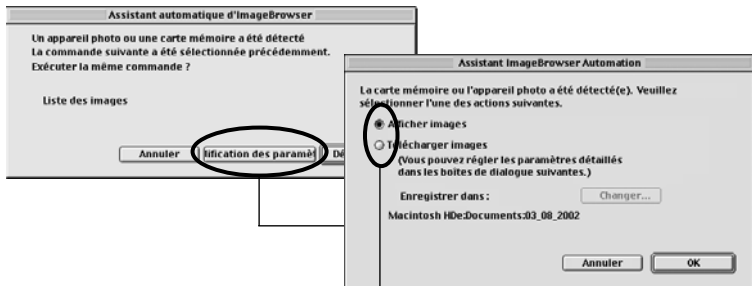 Assistant automatique d'ImageBrowser
Un appareil photo ou une carte mémoire a été détecté
La commande suivante a été sélectionnée précédemment.
Exécuter la même commande ?
Liste des images
Annuler
des paramèt
Dé
Assistant ImageBrowser Automation
La carte mémoire ou l'appareil photo a été détecté(e). Veuillez
sélectionner l'une des actions suivantes.
Afficher images
Télécharger images
(Vous pouvez régler les paramètres détaillés
dans les boîtes de dialogue suivantes.)
Enregistrer dans :
Changer...
Macintosh HDe:Documents:03_08_2002
Annuler
OK